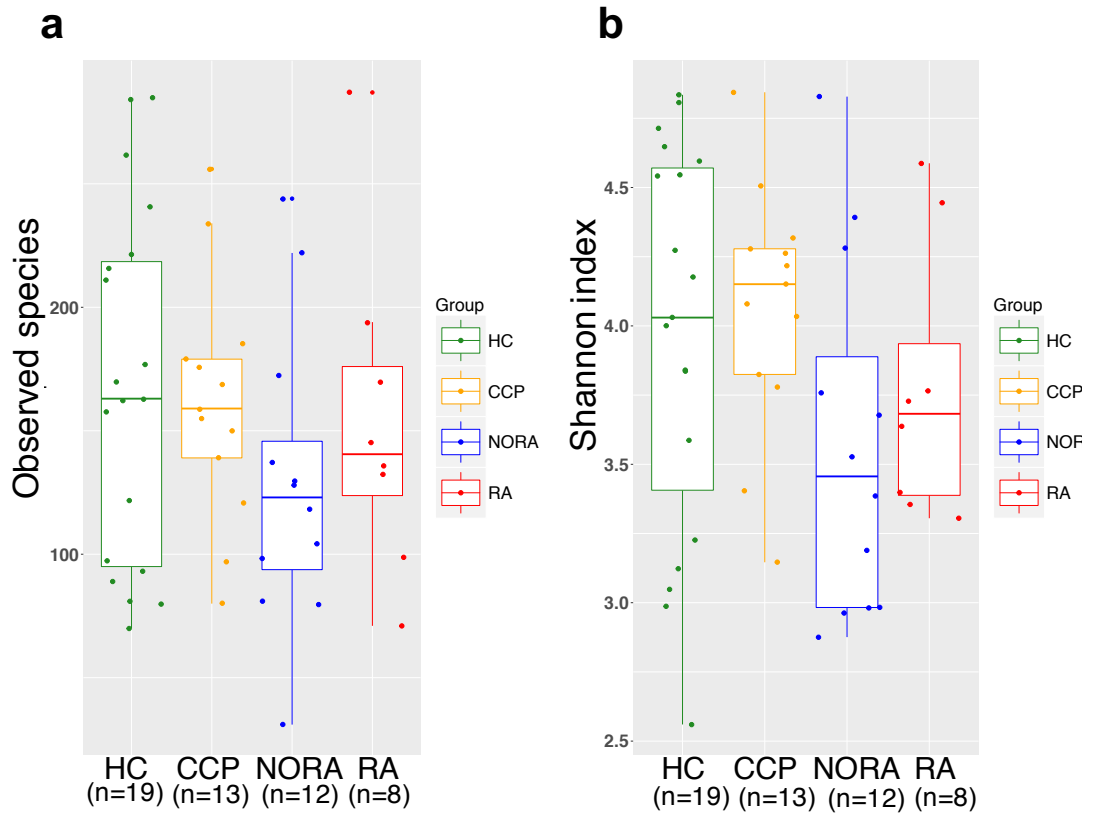 a
Observed species
200
100
HC CCP NORA RA
(n=19) (n=13) (n=12) (n=8)
Group
HC
CCP
NORA
RA
b
Shannon index
4.5
4.0
3.5
3.0
2.5
HC CCP NORA RA
(n=19) (n=13) (n=12) (n=8)
Group
HC
CCP
NOR
RA